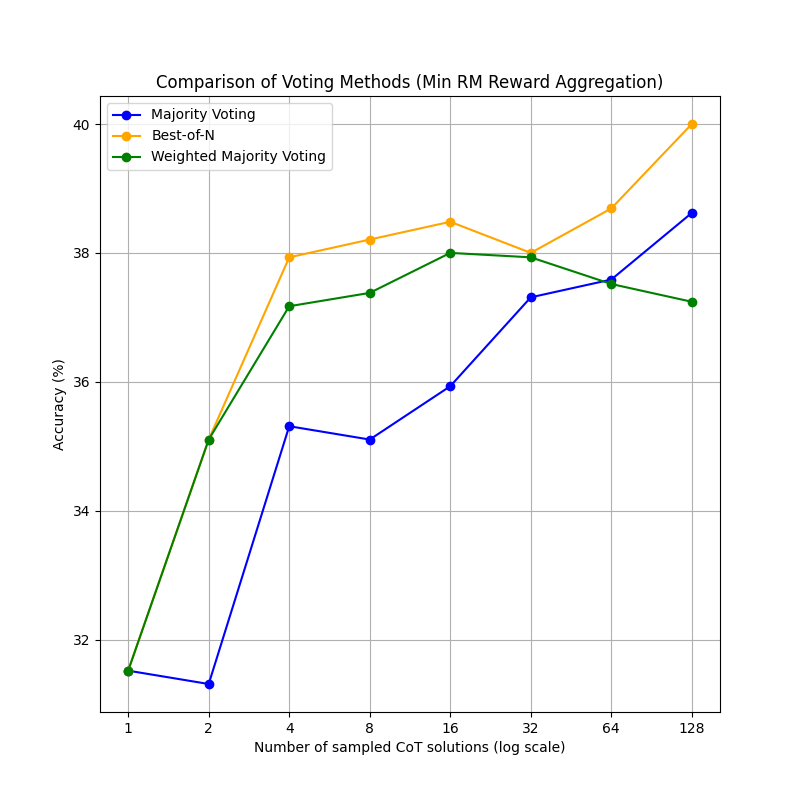 Comparison of Voting Methods (Min RM Reward Aggregation)
Majority Voting
Best-of-N
Weighted Majority Voting
40
38
36
34
32
Accuracy (%)
1 2 4 8 16 32 64 128
Number of sampled CoT solutions (log scale)